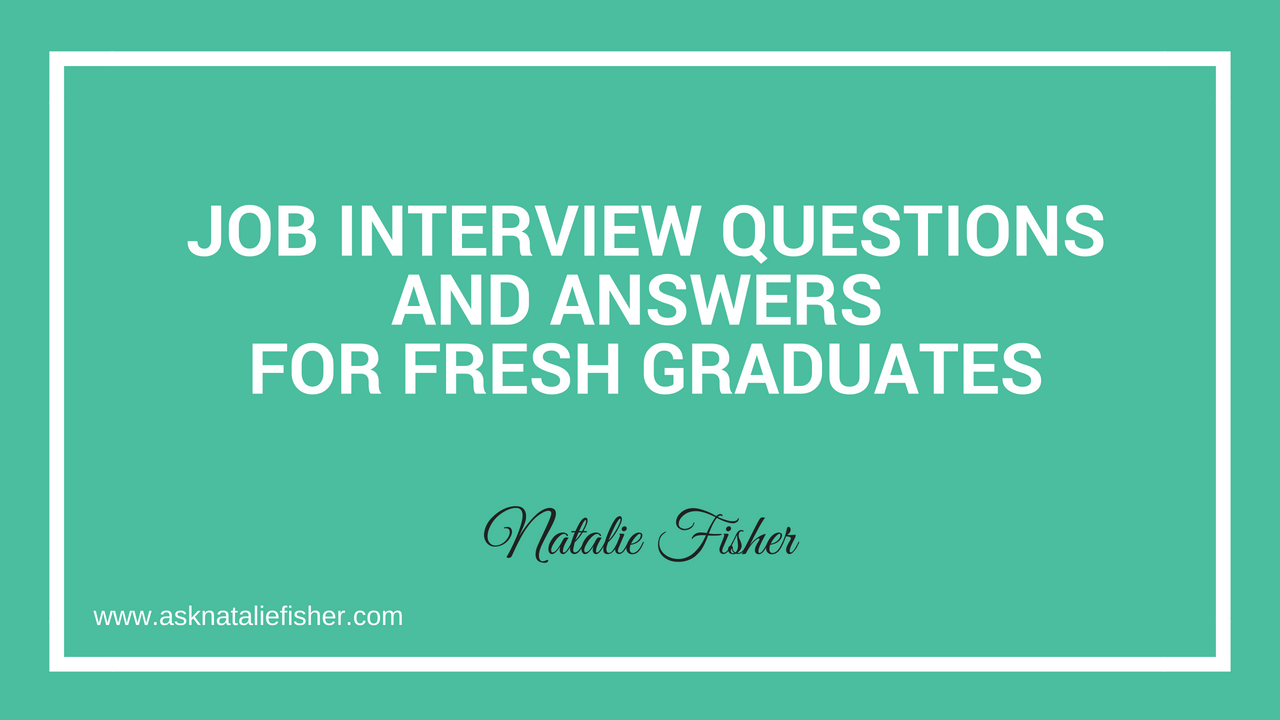 JOB INTERVIEW QUESTIONS
AND ANSWERS
FOR FRESH GRADUATES
Natalie Fisher
www.asknataliefisher.com